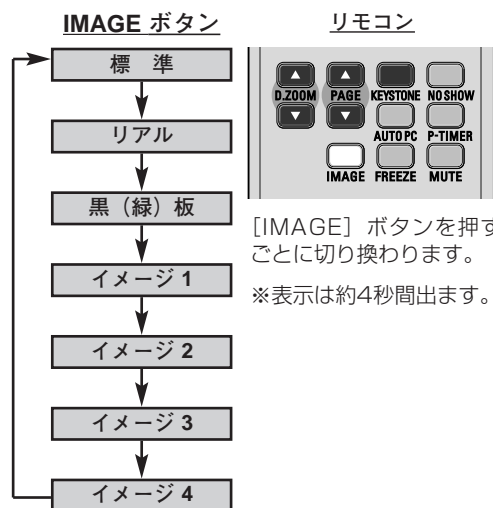 IMAGE ボタン
標 準
リアル
黒（緑）板
イメージ 1
イメージ 2
イメージ 3
イメージ 4
リモコン
D.ZOOM PAGE KEYSTONE NO SHOW
AUTO PC P-TIMER
IMAGE FREEZE MUTE
［IMAGE］ボタンを押す
ごとに切り換わります。
※表示は約4秒間出ます。